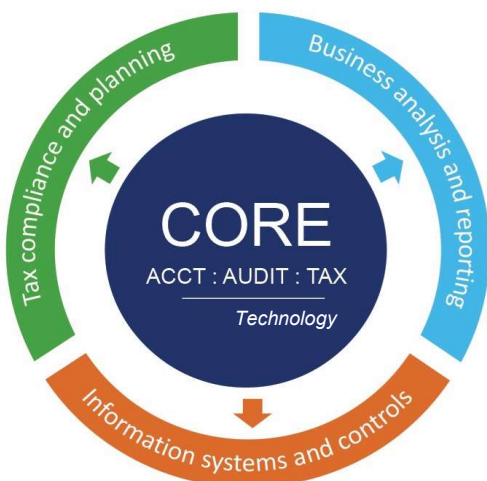 Tax compliance and planning
Business analysis and reporting
CORE
ACCT : AUDIT : TAX
Technology
Information systems and controls